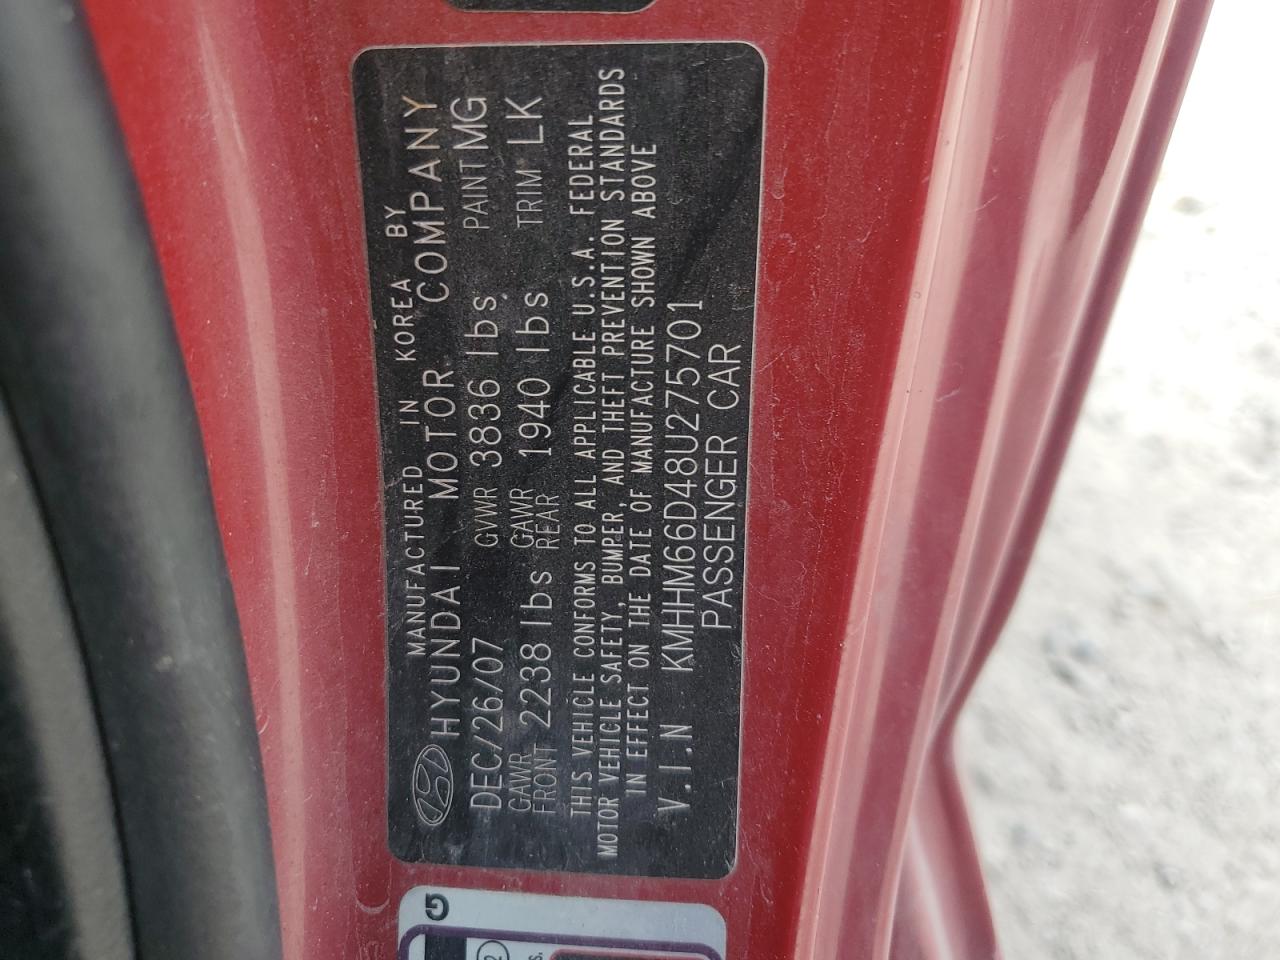 MANUFACTURED IN KOREA BY
HYUNDAI MOTOR COMPANY
DEC/26/07 GVWR 3836 lbs PAINT MG
GAWR FRONT 2238 lbs GAWR REAR 1940 lbs TRIM LK
THIS VEHICLE CONFORMS TO ALL APPLICABLE U.S.A. FEDERAL
MOTOR VEHICLE SAFETY, BUMPER, AND THEFT PREVENTION STANDARDS
IN EFFECT ON THE DATE OF MANUFACTURE SHOWN ABOVE
V.I.N KMHHM66D48U275701
PASSENGER CAR